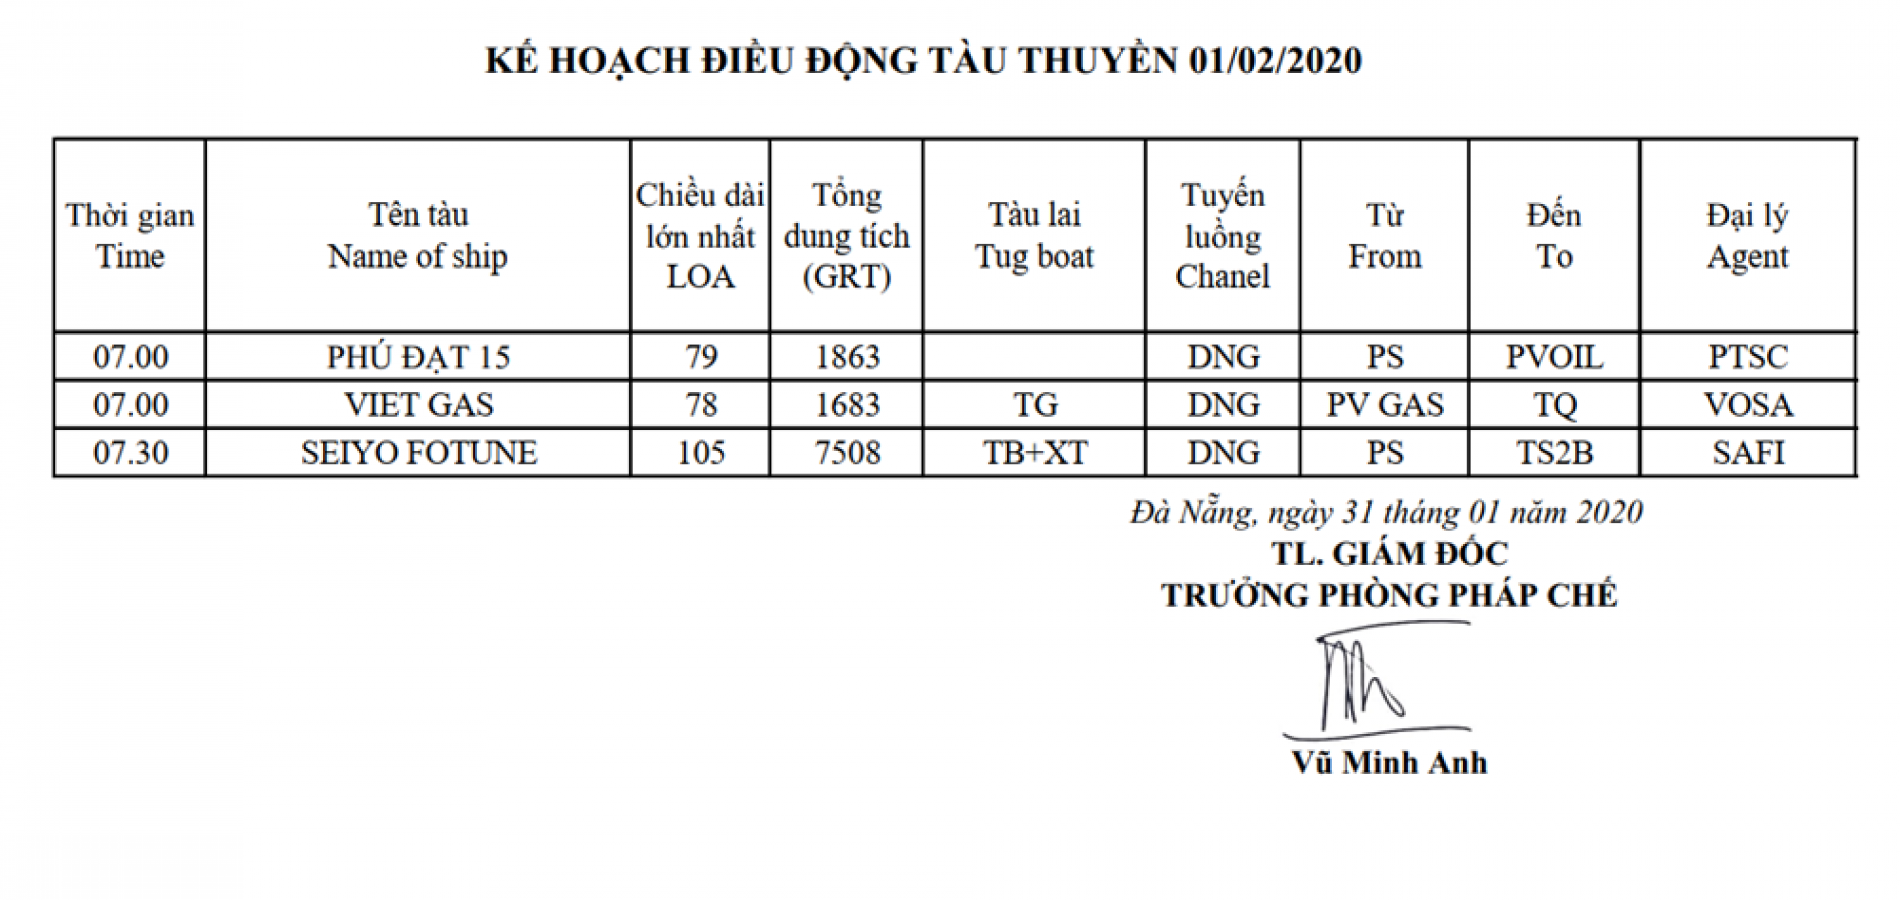 KẾ HOẠCH ĐIỀU ĐỘNG TÀU THUYỀN 01/02/2020
Thời gian
Time
Tên tàu
Name of ship
Chiều dài
lớn nhất
LOA
Tổng
dung tích
(GRT)
Tàu lai
Tug boat
Tuyến
luồng
Chanel
Từ
From
Đến
To
Đại lý
Agent
07.00 PHÚ ĐẠT 15 79 1863 DNG PS PVOIL PTSC
07.00 VIET GAS 78 1683 TG DNG PV GAS TQ VOSA
07.30 SEIYO FOTUNE 105 7508 TB+XT DNG PS TS2B SAFI
Đà Nẵng, ngày 31 tháng 01 năm 2020
TL. GIÁM ĐỐC
TRƯỞNG PHÒNG PHÁP CHẾ
Vũ Minh Anh